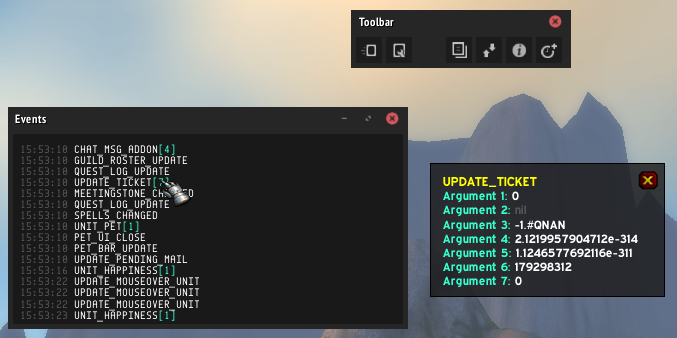 Toolbar
Events
15:53:10 CHAT_MSG_ADDON[4]
15:53:10 GUILD_ROSTER_UPDATE
15:53:10 QUEST_LOG_UPDATE
15:53:10 UPDATE_TICKET
15:53:10
15:53:10 QUEST_LOG_UPDATE
15:53:10 SPELLS_CHANGED
15:53:10 UNIT_PET[1]
15:53:10 PET_UI_CLOSE
15:53:10 PET_BAR_UPDATE
15:53:10 UPDATE_PENDING_MAIL
15:53:16 UNIT_HAPPINESS[1]
15:53:22 UPDATE_MOUSEOVER_UNIT
15:53:22 UPDATE_MOUSEOVER_UNIT
15:53:22 UPDATE_MOUSEOVER_UNIT
15:53:23 UNIT_HAPPINESS[1]
UPDATE_TICKET
Argument 1: 0
Argument 2: nil
Argument 3: -1.#QNAN
Argument 4: 2.1219957904712e-314
Argument 5: 1.1246577692116e-311
Argument 6: 179298312
Argument 7: 0